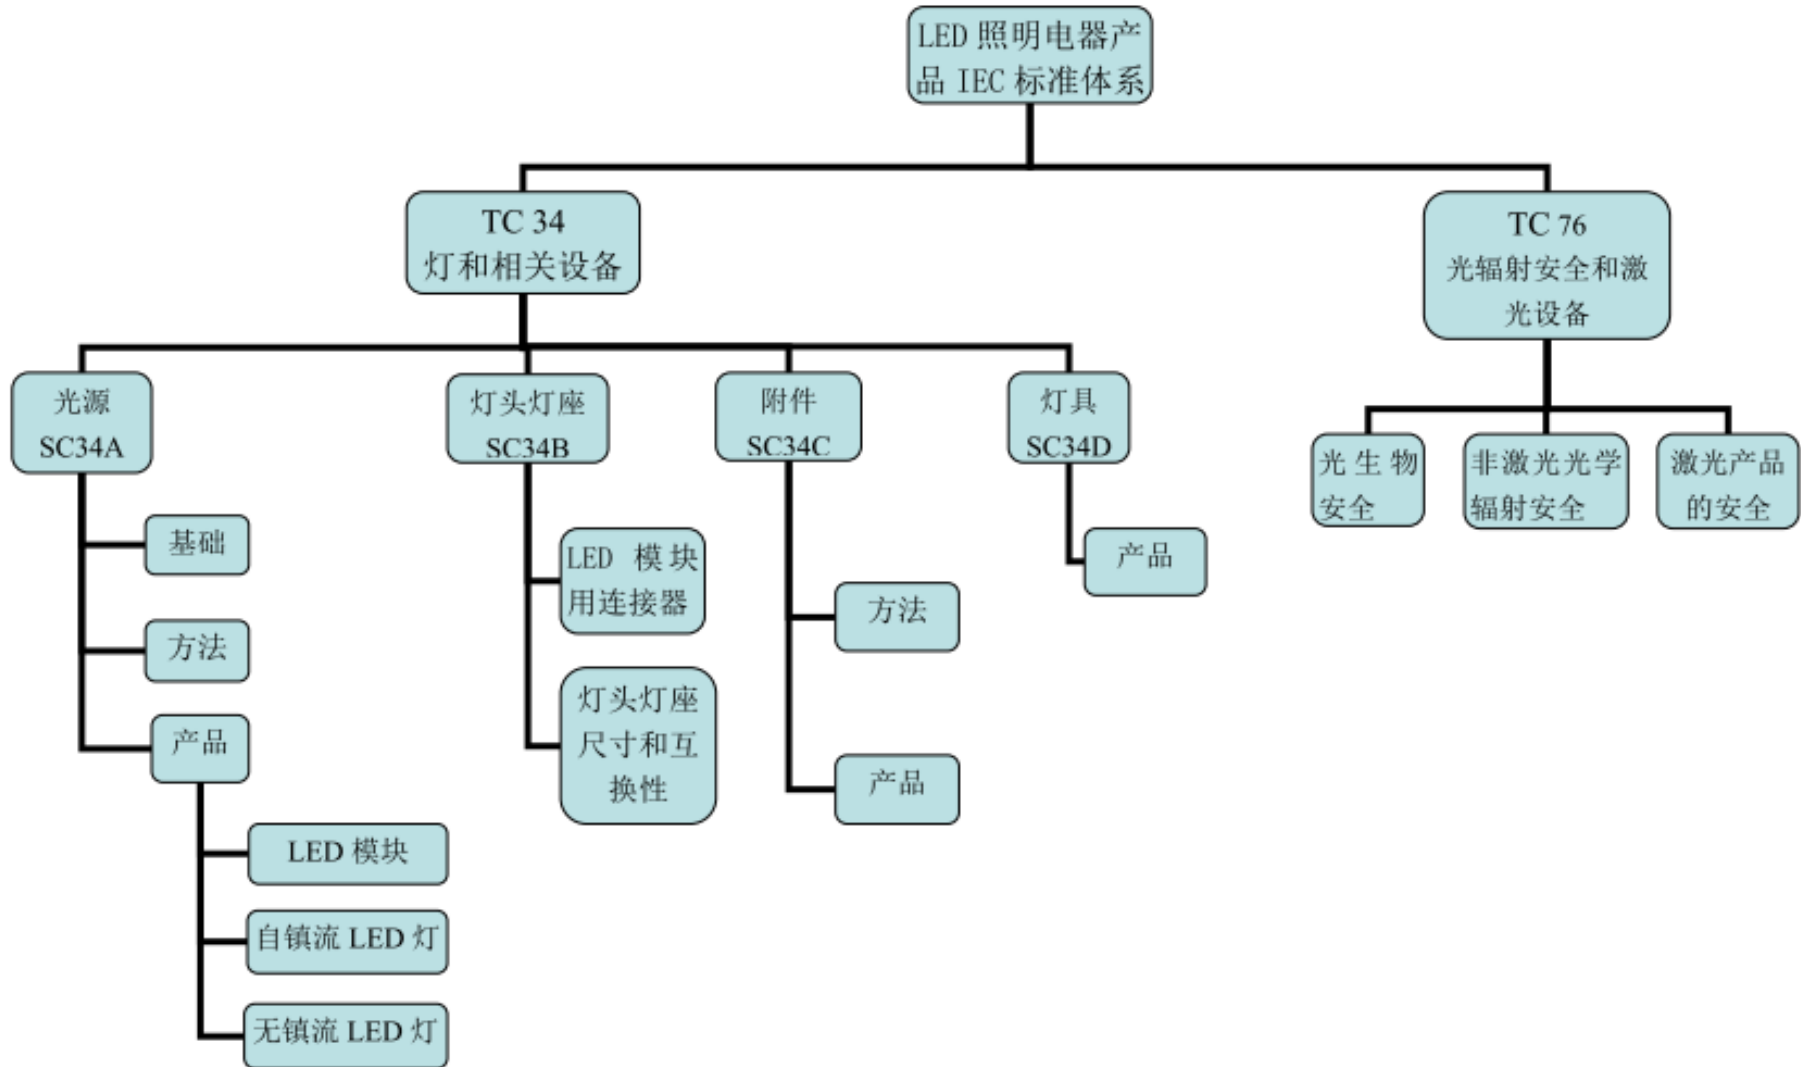 LED 照明电器产
品 IEC 标准体系
TC 34
灯和相关设备
TC 76
光辐射安全和激
光设备
光源
SC34A
灯头灯座
SC34B
附件
SC34C
灯具
SC34D
光生物
安全
非激光光学
辐射安全
激光产品
的安全
基础
方法
产品
LED 模块
自镇流 LED 灯
无镇流 LED 灯
LED 模块
用连接器
灯头灯座
尺寸和互
换性
方法
产品
产品